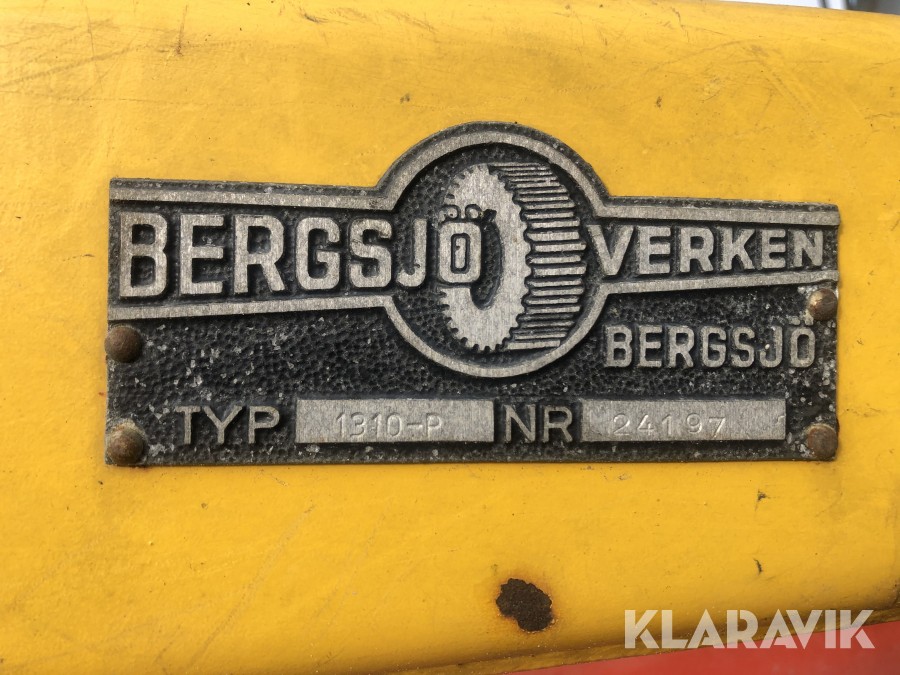 BERGSJÖ VERKEN
BERGSJÖ
TYP 1310-P NR 24197
KLARAVIK